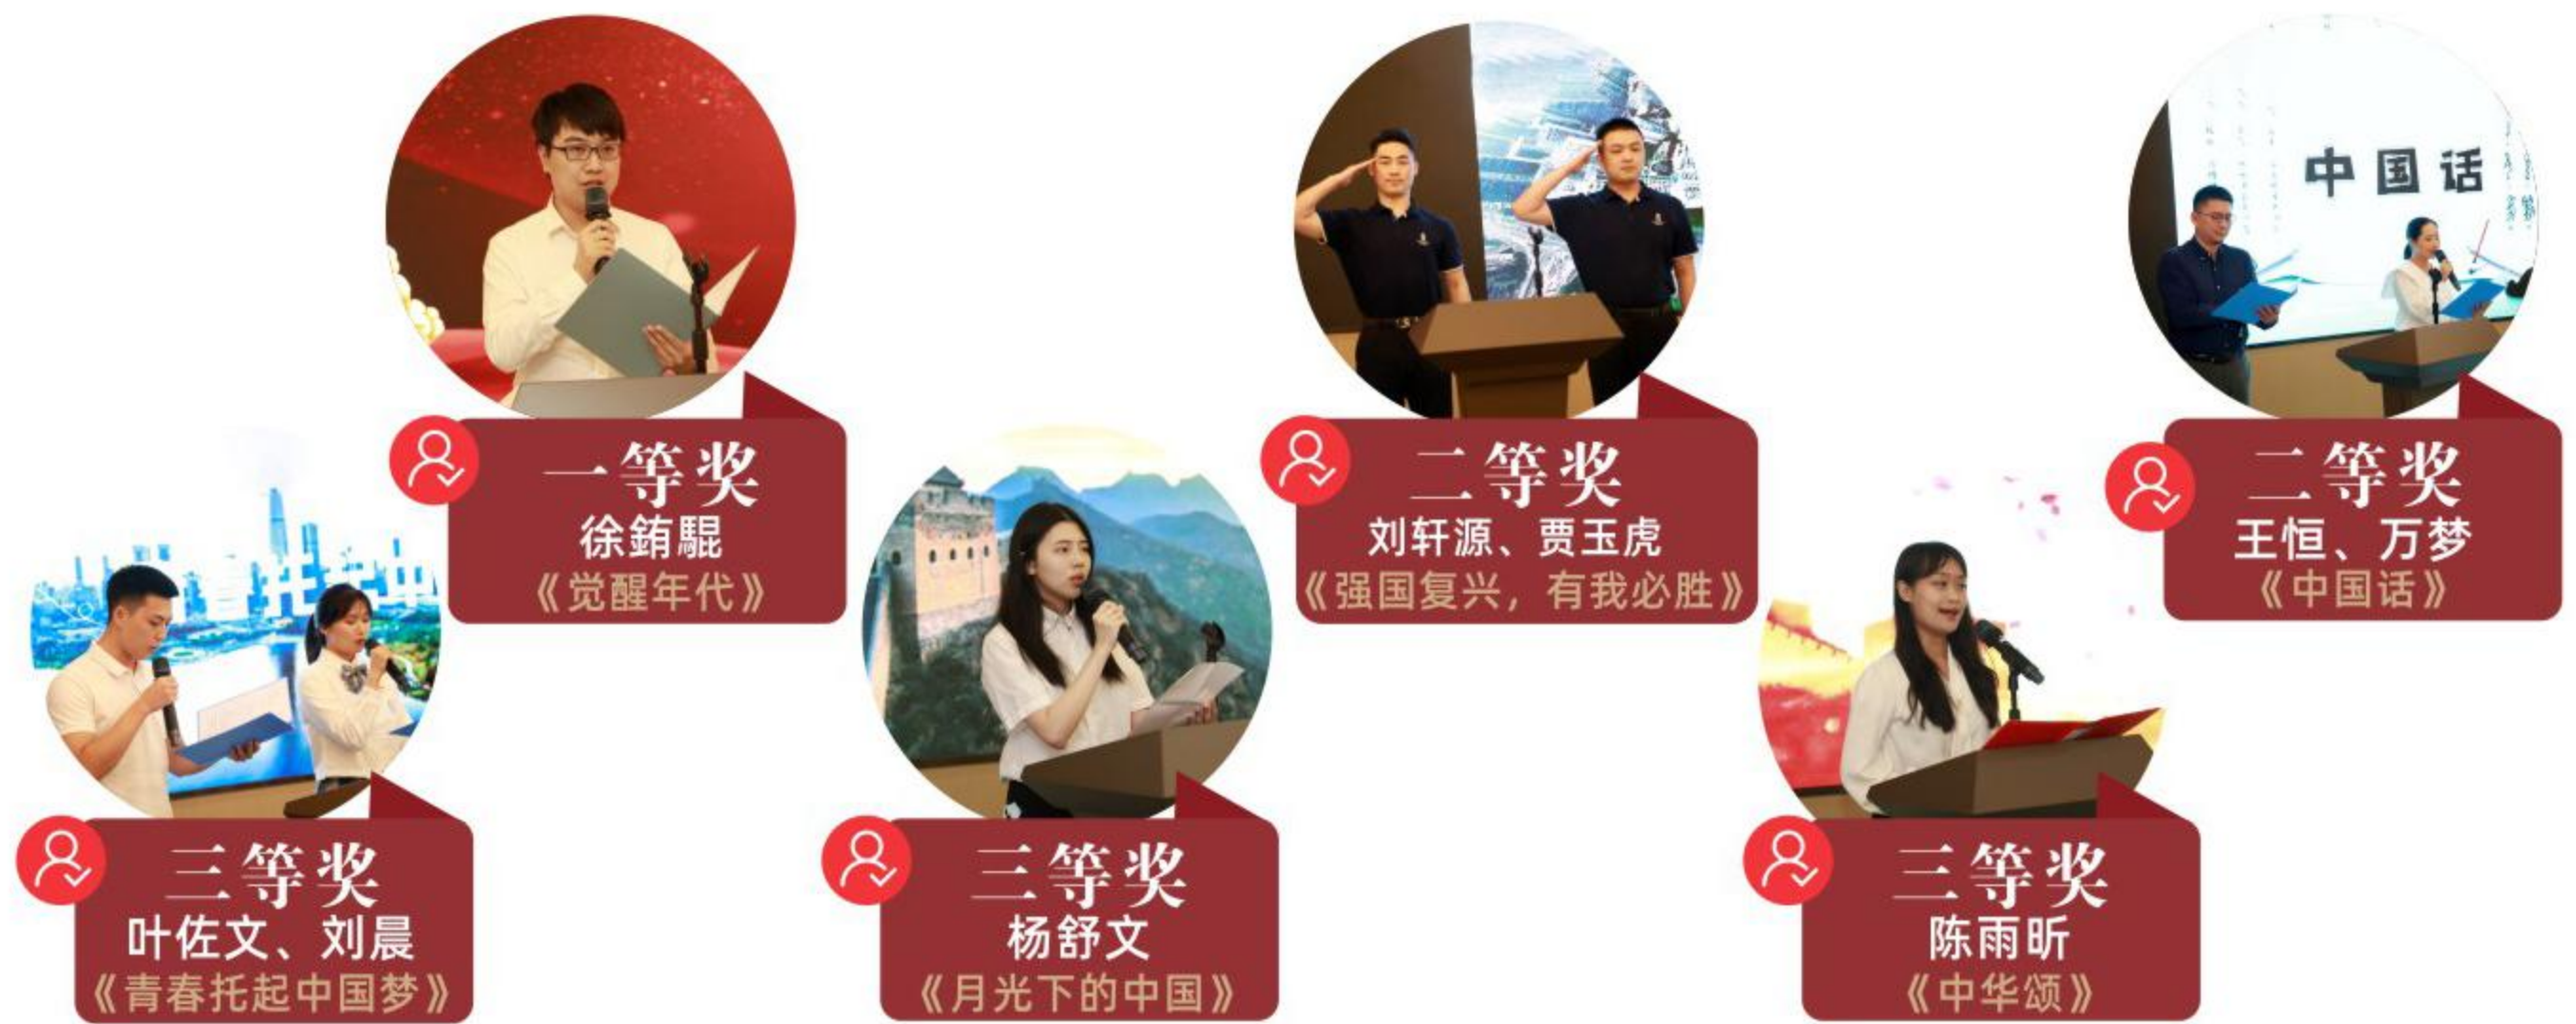 中国话
一等奖
徐銪騉
《觉醒年代》
二等奖
刘轩源、贾玉虎
《强国复兴，有我必胜》
二等奖
王恒、万梦
《中国话》
三等奖
叶佐文、刘晨
《青春托起中国梦》
三等奖
杨舒文
《月光下的中国》
三等奖
陈雨昕
《中华颂》